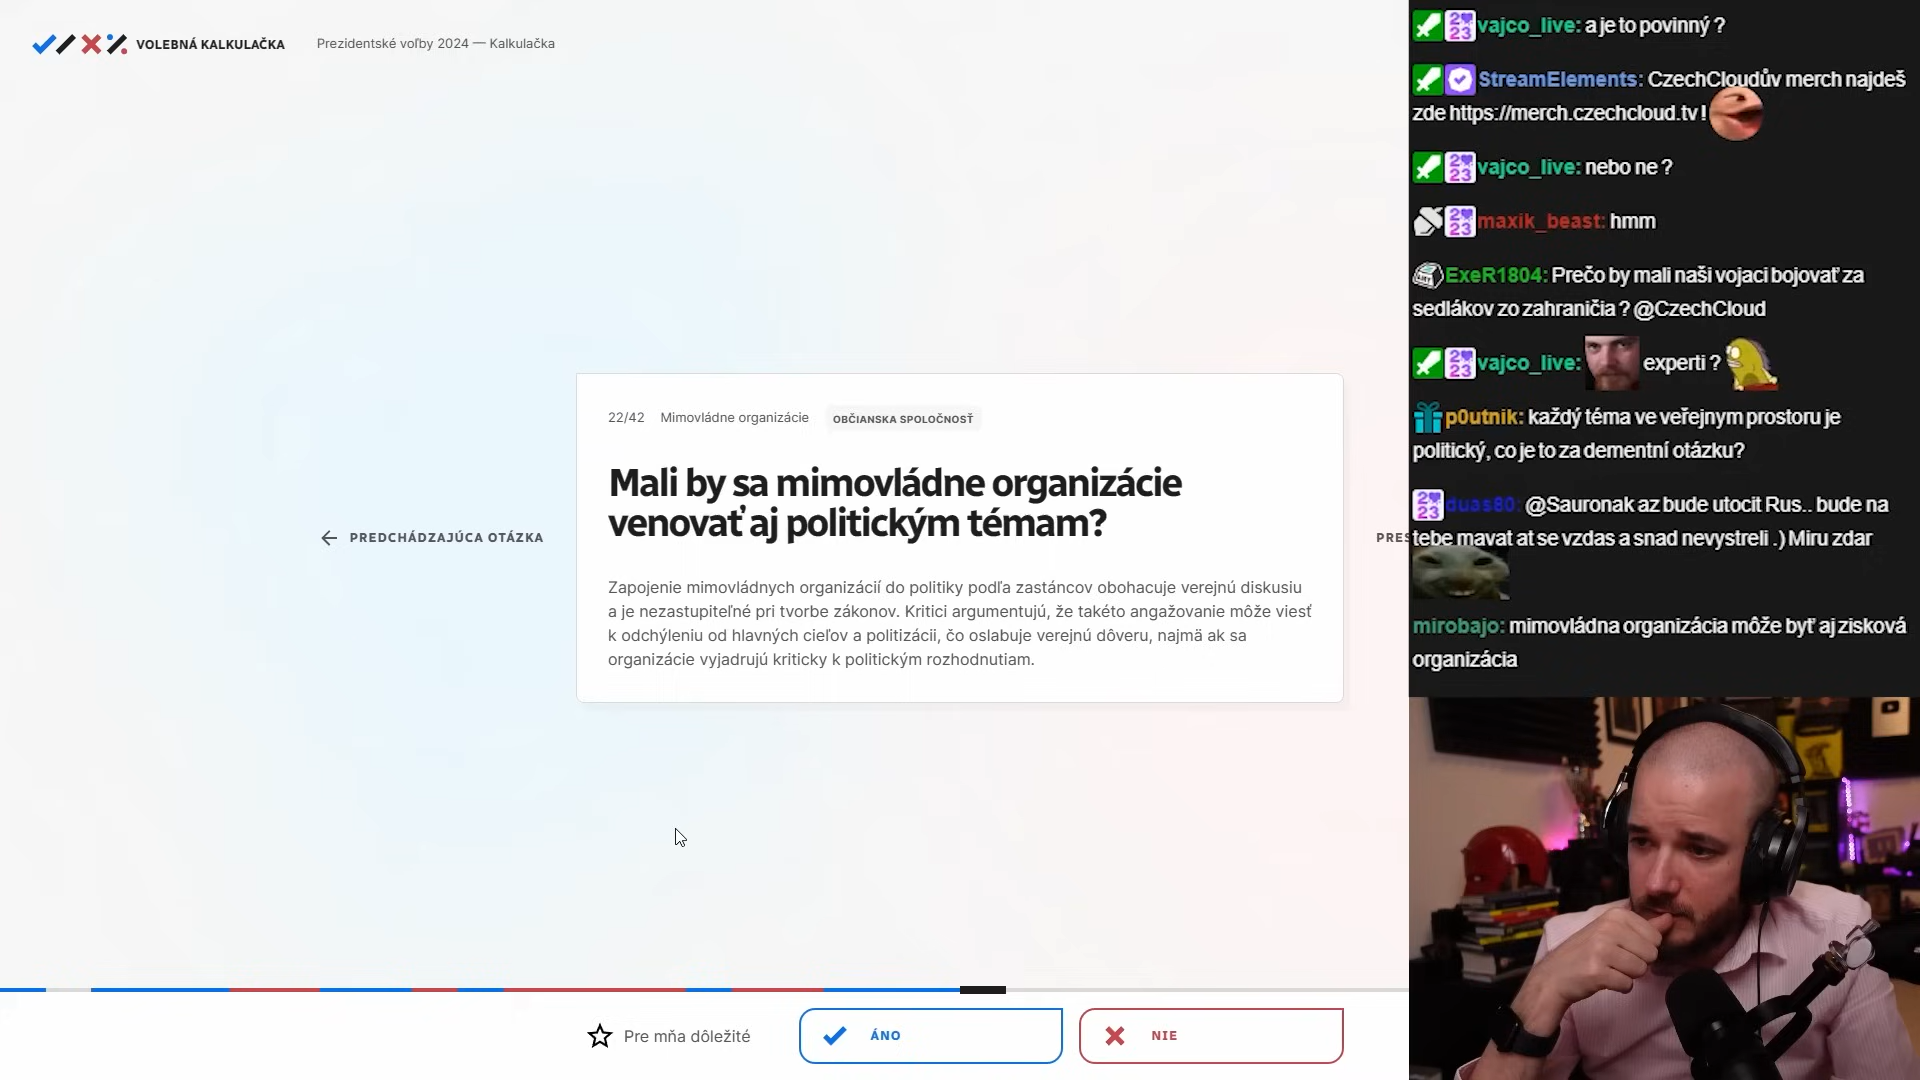 VOLEBNÁ KALKULAČKA
Prezidentské voľby 2024 — Kalkulačka
22/42 Mimovládne organizácie OBČIANSKA SPOLOČNOSŤ
Mali by sa mimovládne organizácie
venovať aj politickým témam?
Zapojenie mimovládnych organizácií do politiky podľa zastáncov obohacuje verejnú diskusiu
a je nezastupiteľné pri tvorbe zákonov. Kritici argumentujú, že takéto angažovanie môže viesť
k odchýleniu od hlavných cieľov a politizácii, čo oslabuje verejnú dôveru, najmä ak sa
organizácie vyjadrujú kriticky k politickým rozhodnutiam.
PREDCHÁDZAJÚCA OTÁZKA
PRES
Pre mňa dôležité
ÁNO
NIE
vajco_live: a je to povinný ?
StreamElements: CzechCloudův merch najdeš
zde https://merch.czechcloud.tv !
vajco_live: nebo ne ?
maxik_beast: hmm
ExeR1804: Prečo by mali naši vojaci bojovať za
sedlákov zo zahraničia ? @CzechCloud
vajco_live: experti ?
p0utnik: každý téma ve veřejnym prostoru je
politický, co je to za dementní otázku?
duas80: @Sauronak az bude utocit Rus.. bude na
tebe mavat at se vzdas a snad nevystreli .) Miru zdar
mirobajo: mimovládna organizácia môže byť aj zisková
organizácia